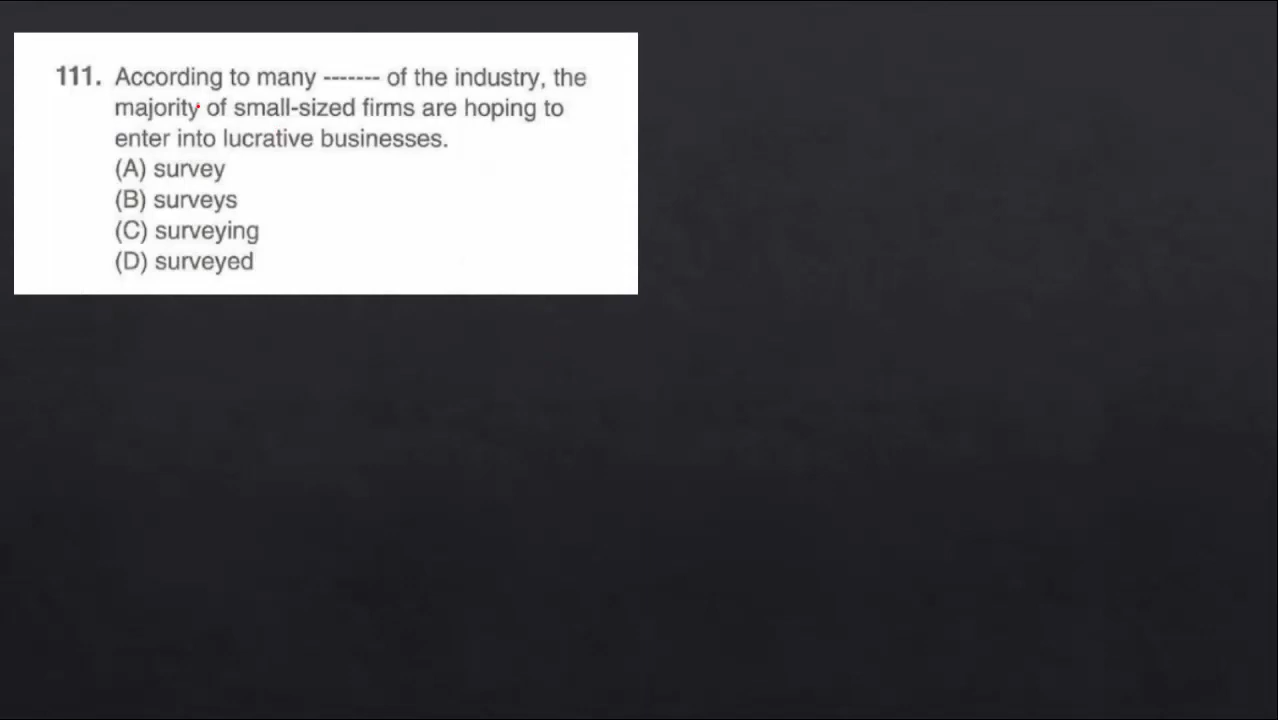 111. According to many ------- of the industry, the
majority of small-sized firms are hoping to
enter into lucrative businesses.
(A) survey
(B) surveys
(C) surveying
(D) surveyed